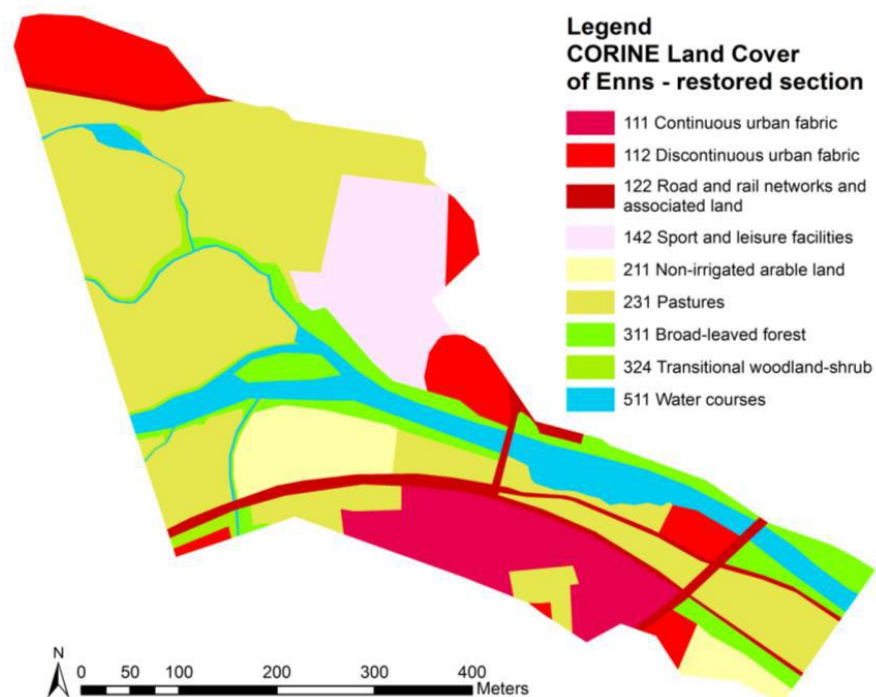 Legend
CORINE Land Cover
of Enns - restored section
111 Continuous urban fabric
112 Discontinuous urban fabric
122 Road and rail networks and
associated land
142 Sport and leisure facilities
211 Non-irrigated arable land
231 Pastures
311 Broad-leaved forest
324 Transitional woodland-shrub
511 Water courses
N
0 50 100 200 300 400
Meters